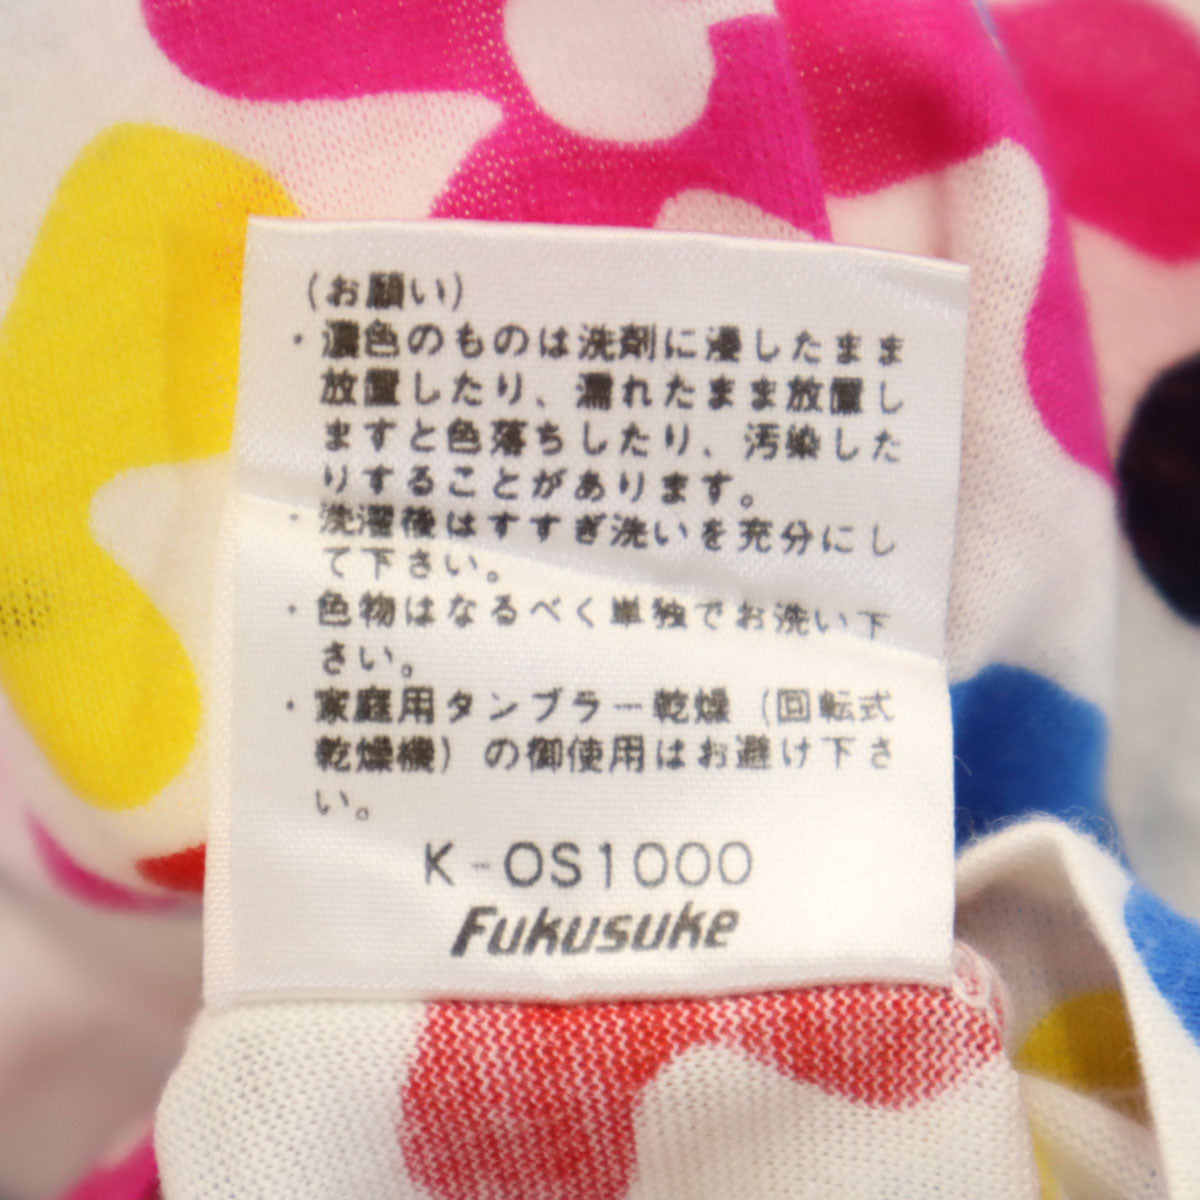 (お願い)
・濃色のものは洗剤に浸したまま
放置したり、濡れたまま放置し
ますと色落ちしたり、汚染した
りすることがあります。
・洗濯後はすすぎ洗いを充分にし
て下さい。
・色物はなるべく単独でお洗い下
さい。
・家庭用タンブラー乾燥(回転式
乾燥機)の御使用はお避け下さ
い。
K-OS1000
Fukusuke